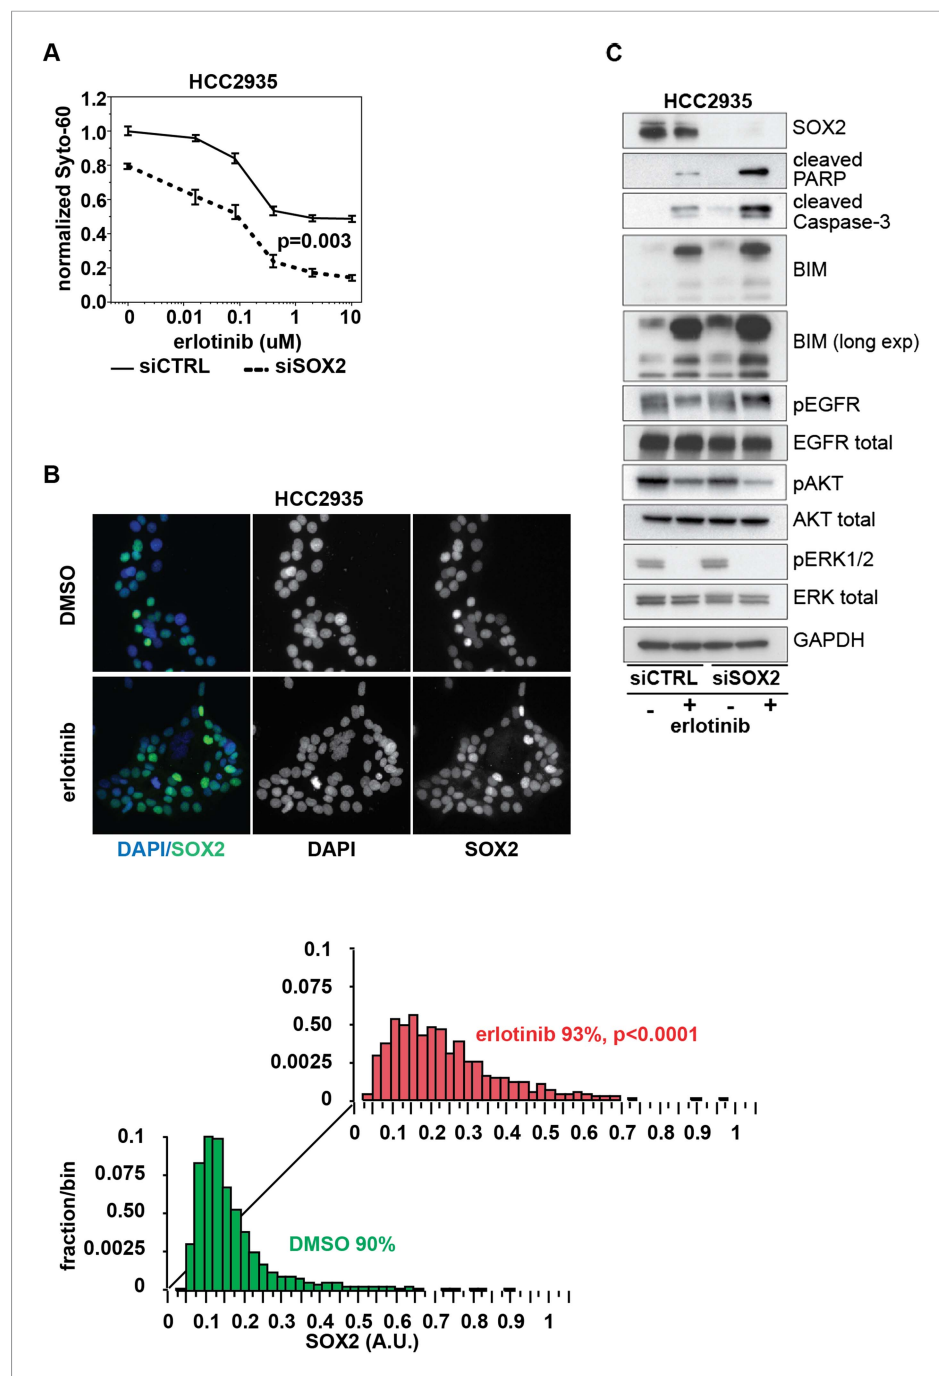 A
HCC2935
normalized Syto-60
1.2
1.0
0.8
0.6
0.4
0.2
0.0
p=0.003
0 0.01 0.1 1 10
erlotinib (uM)
siCTRL siSOX2
B
HCC2935
DMSO
erlotinib
DAPI/SOX2 DAPI SOX2
0.1
0.075
0.50
0.0025
0
erlotinib 93%, p<0.0001
0 0.1 0.2 0.3 0.4 0.5 0.6 0.7 0.8 0.9 1
fraction/bin
0.1
0.075
0.50
0.0025
0
DMSO 90%
0 0.1 0.2 0.3 0.4 0.5 0.6 0.7 0.8 0.9 1
SOX2 (A.U.)
C
HCC2935
SOX2
cleaved
PARP
cleaved
Caspase-3
BIM
BIM (long exp)
pEGFR
EGFR total
pAKT
AKT total
pERK1/2
ERK total
GAPDH
siCTRL siSOX2
- + - +
erlotinib